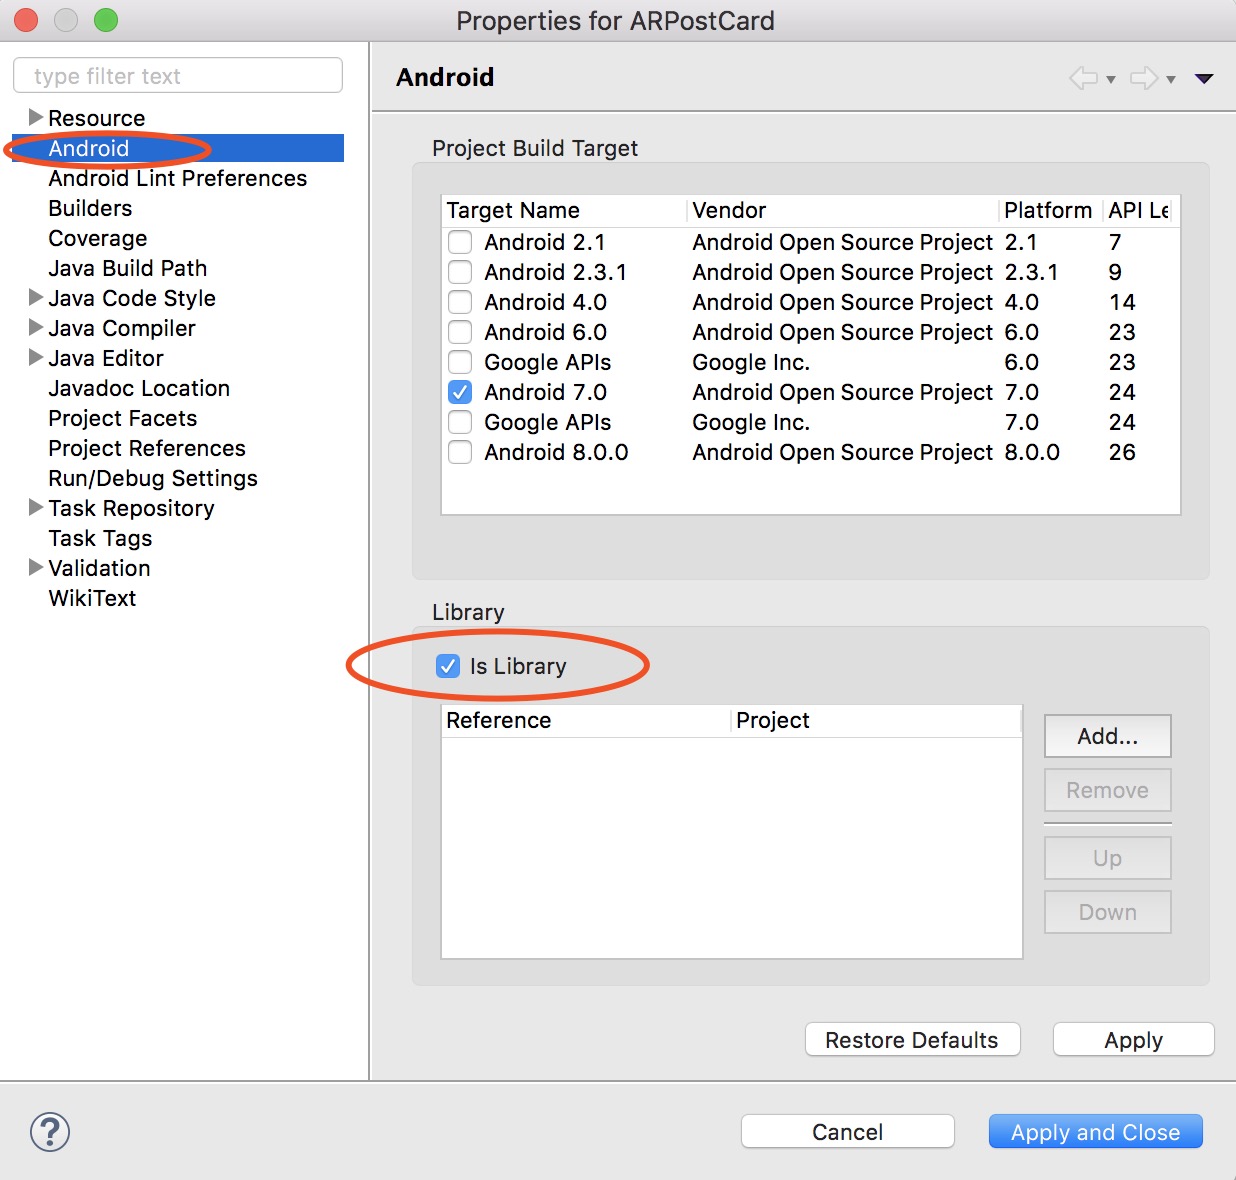 Properties for ARPostCard
type filter text
Resource
Android
Android Lint Preferences
Builders
Coverage
Java Build Path
Java Code Style
Java Compiler
Java Editor
Javadoc Location
Project Facets
Project References
Run/Debug Settings
Task Repository
Task Tags
Validation
WikiText
Android
Project Build Target
Target Name Vendor Platform API Le
Android 2.1 Android Open Source Project 2.1 7
Android 2.3.1 Android Open Source Project 2.3.1 9
Android 4.0 Android Open Source Project 4.0 14
Android 6.0 Android Open Source Project 6.0 23
Google APIs Google Inc. 6.0 23
Android 7.0 Android Open Source Project 7.0 24
Google APIs Google Inc. 7.0 24
Android 8.0.0 Android Open Source Project 8.0.0 26
Library
Is Library
Reference Project
Add...
Remove
Up
Down
Restore Defaults Apply
? Cancel Apply and Close